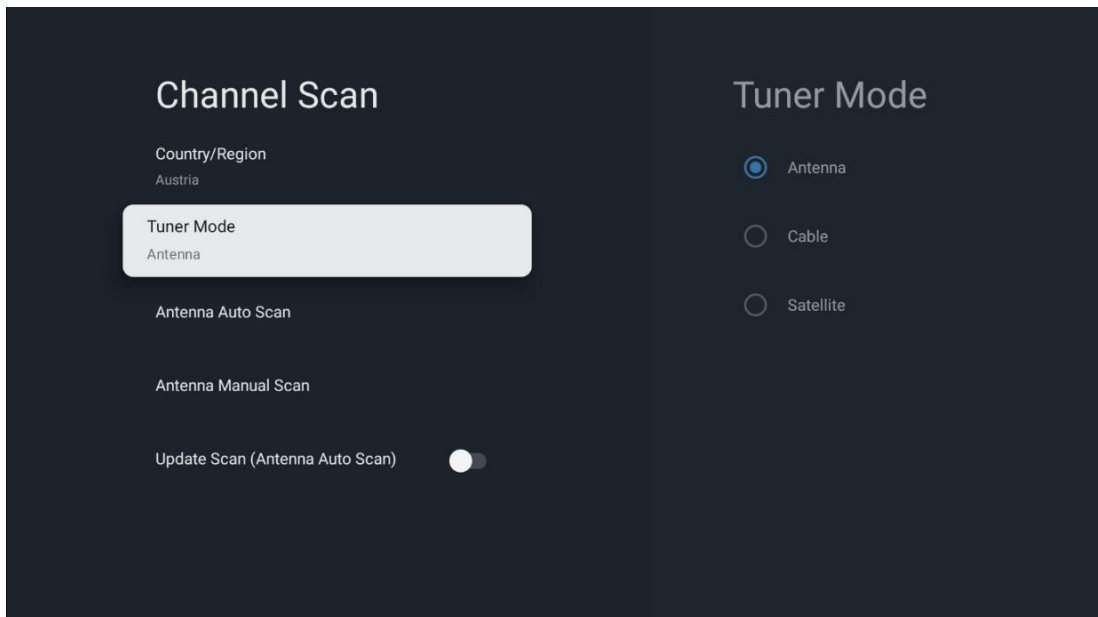 Channel Scan
Country/Region
Austria
Tuner Mode
Antenna
Antenna Auto Scan
Antenna Manual Scan
Update Scan (Antenna Auto Scan)
Tuner Mode
Antenna
Cable
Satellite